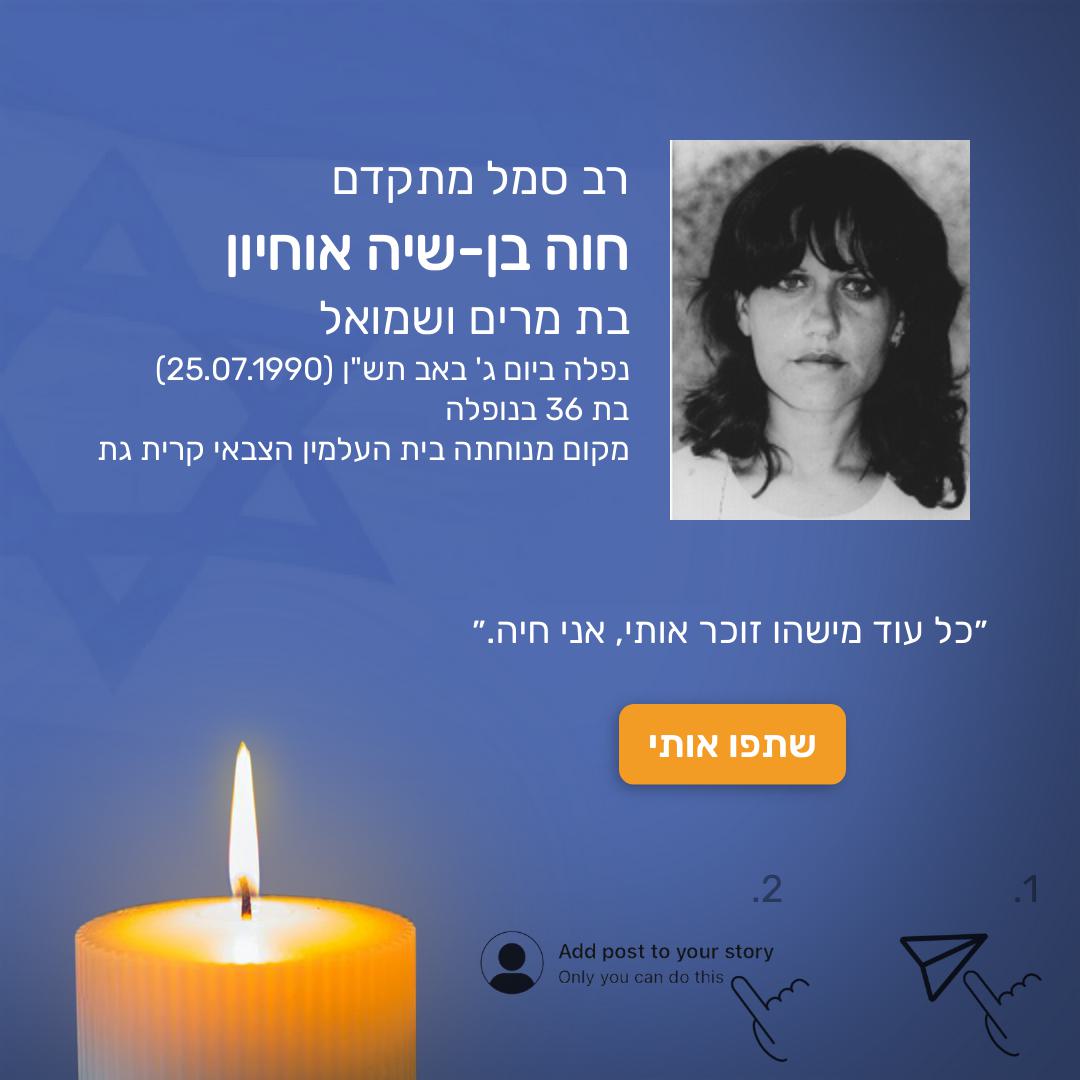 רב סמל מתקדם
חוה בן-שיה אוחיון
בת מרים ושמואל
נפלה ביום ג' באב תש"ן (25.07.1990)
בת 36 בנופלה
מקום מנוחתה בית העלמין הצבאי קרית גת
"כל עוד מישהו זוכר אותי, אני חיה."
שתפו אותי
1.
2.
Add post to your story
Only you can do this